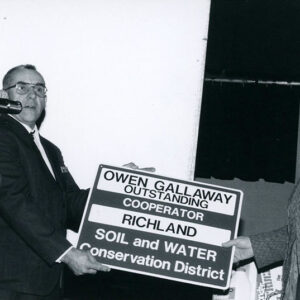 OWEN GALLAWAY
OUTSTANDING
COOPERATOR
RICHLAND
SOIL and WATER
Conservation District